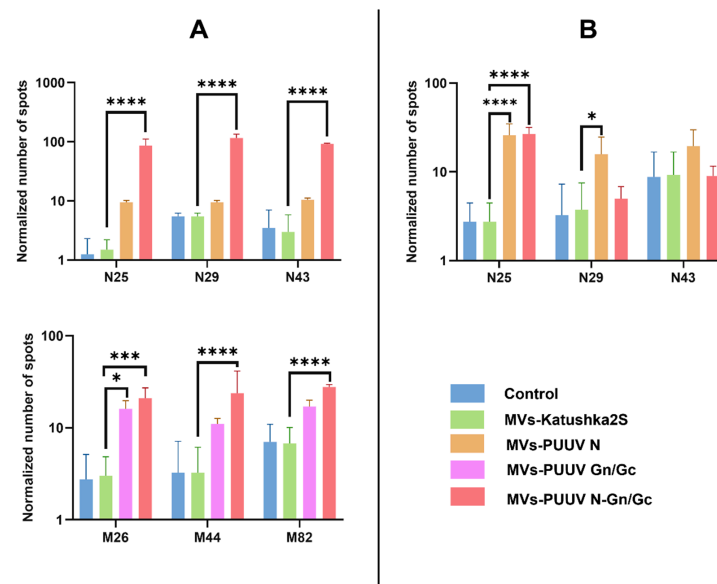 A
Normalized number of spots
1000
100
10
1
**** **** ****
N25 N29 N43
Normalized number of spots
100
10
1
***
*
**** ****
M26 M44 M82
B
Normalized number of spots
100
10
1
****
****
*
N25 N29 N43
Control
MVs-Katushka2S
MVs-PUUV N
MVs-PUUV Gn/Gc
MVs-PUUV N-Gn/Gc